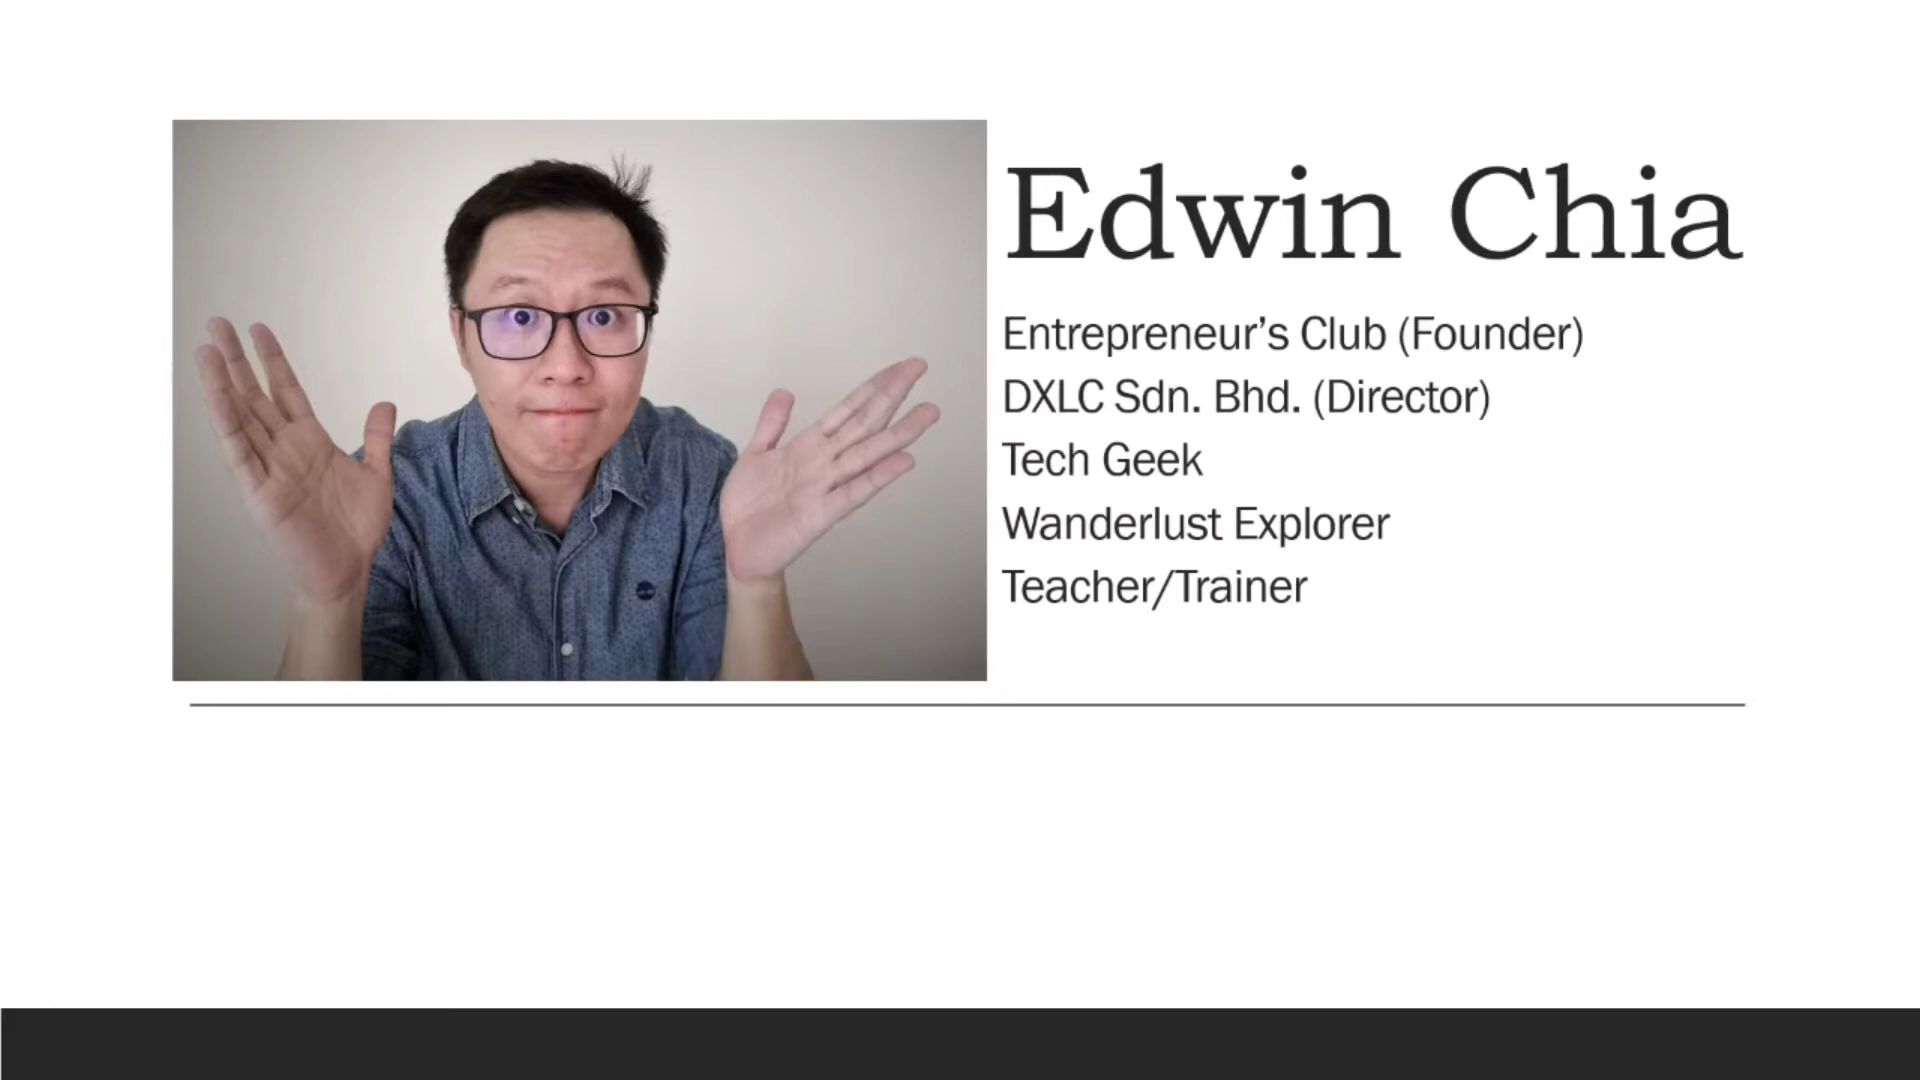 Edwin Chia
Entrepreneur’s Club (Founder)
DXLC Sdn. Bhd. (Director)
Tech Geek
Wanderlust Explorer
Teacher/Trainer